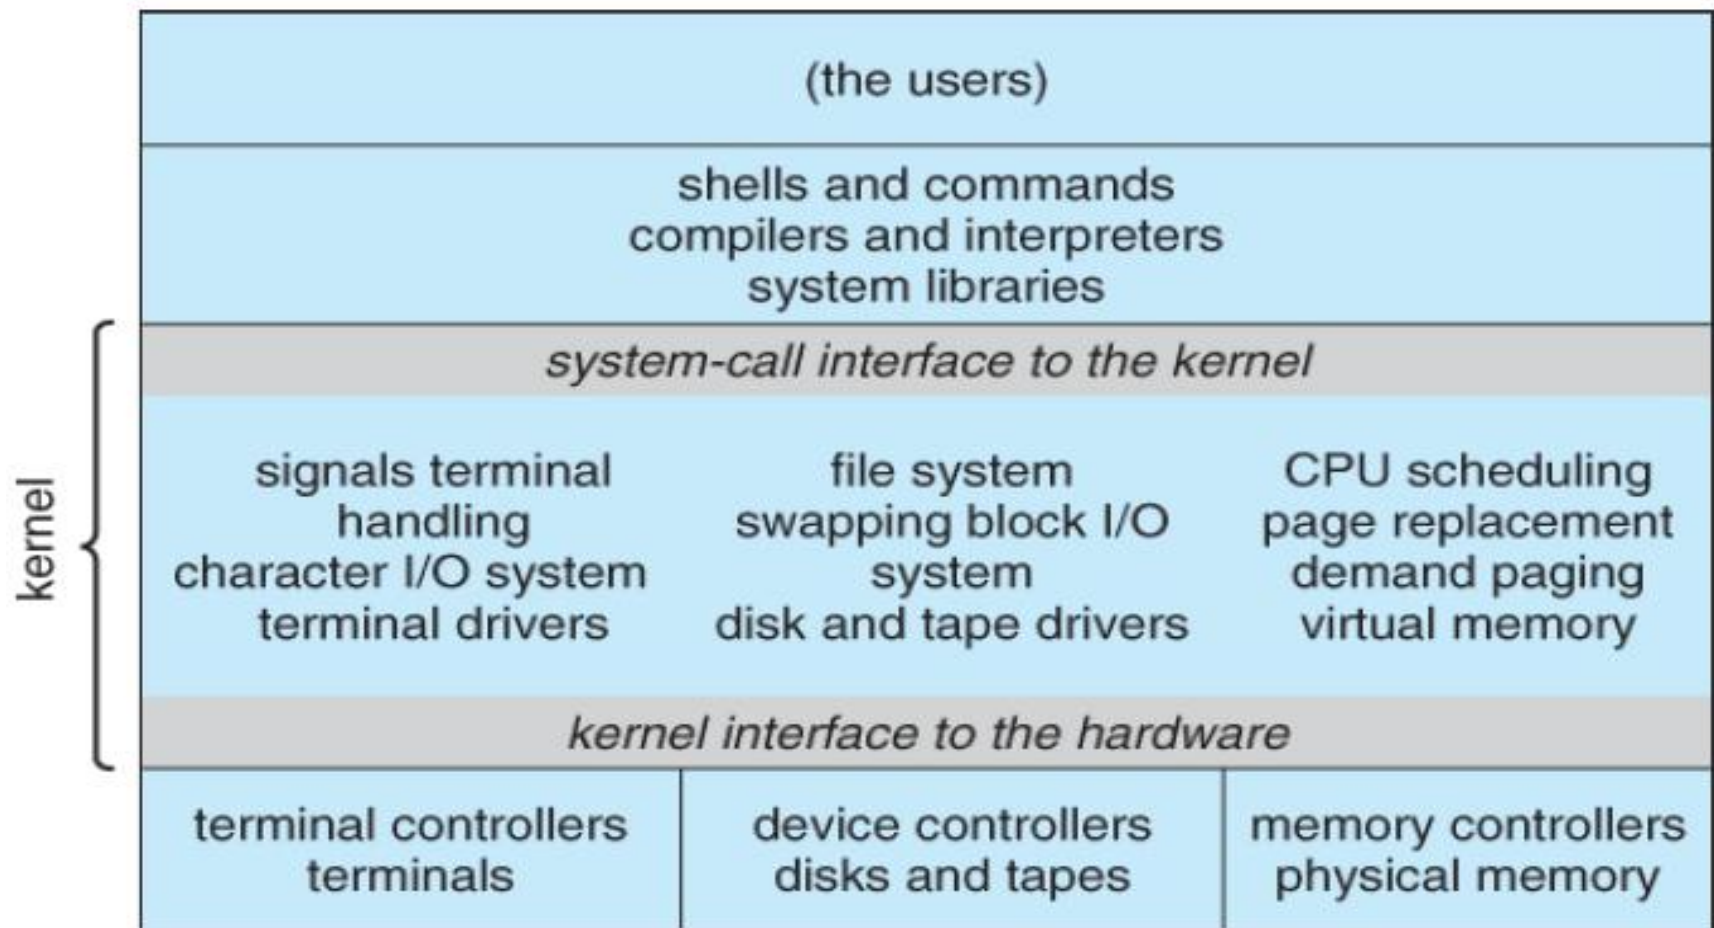 (the users)
shells and commands
compilers and interpreters
system libraries
system-call interface to the kernel
kernel
signals terminal
handling
character I/O system
terminal drivers
file system
swapping block I/O
system
disk and tape drivers
CPU scheduling
page replacement
demand paging
virtual memory
kernel interface to the hardware
terminal controllers
terminals
device controllers
disks and tapes
memory controllers
physical memory